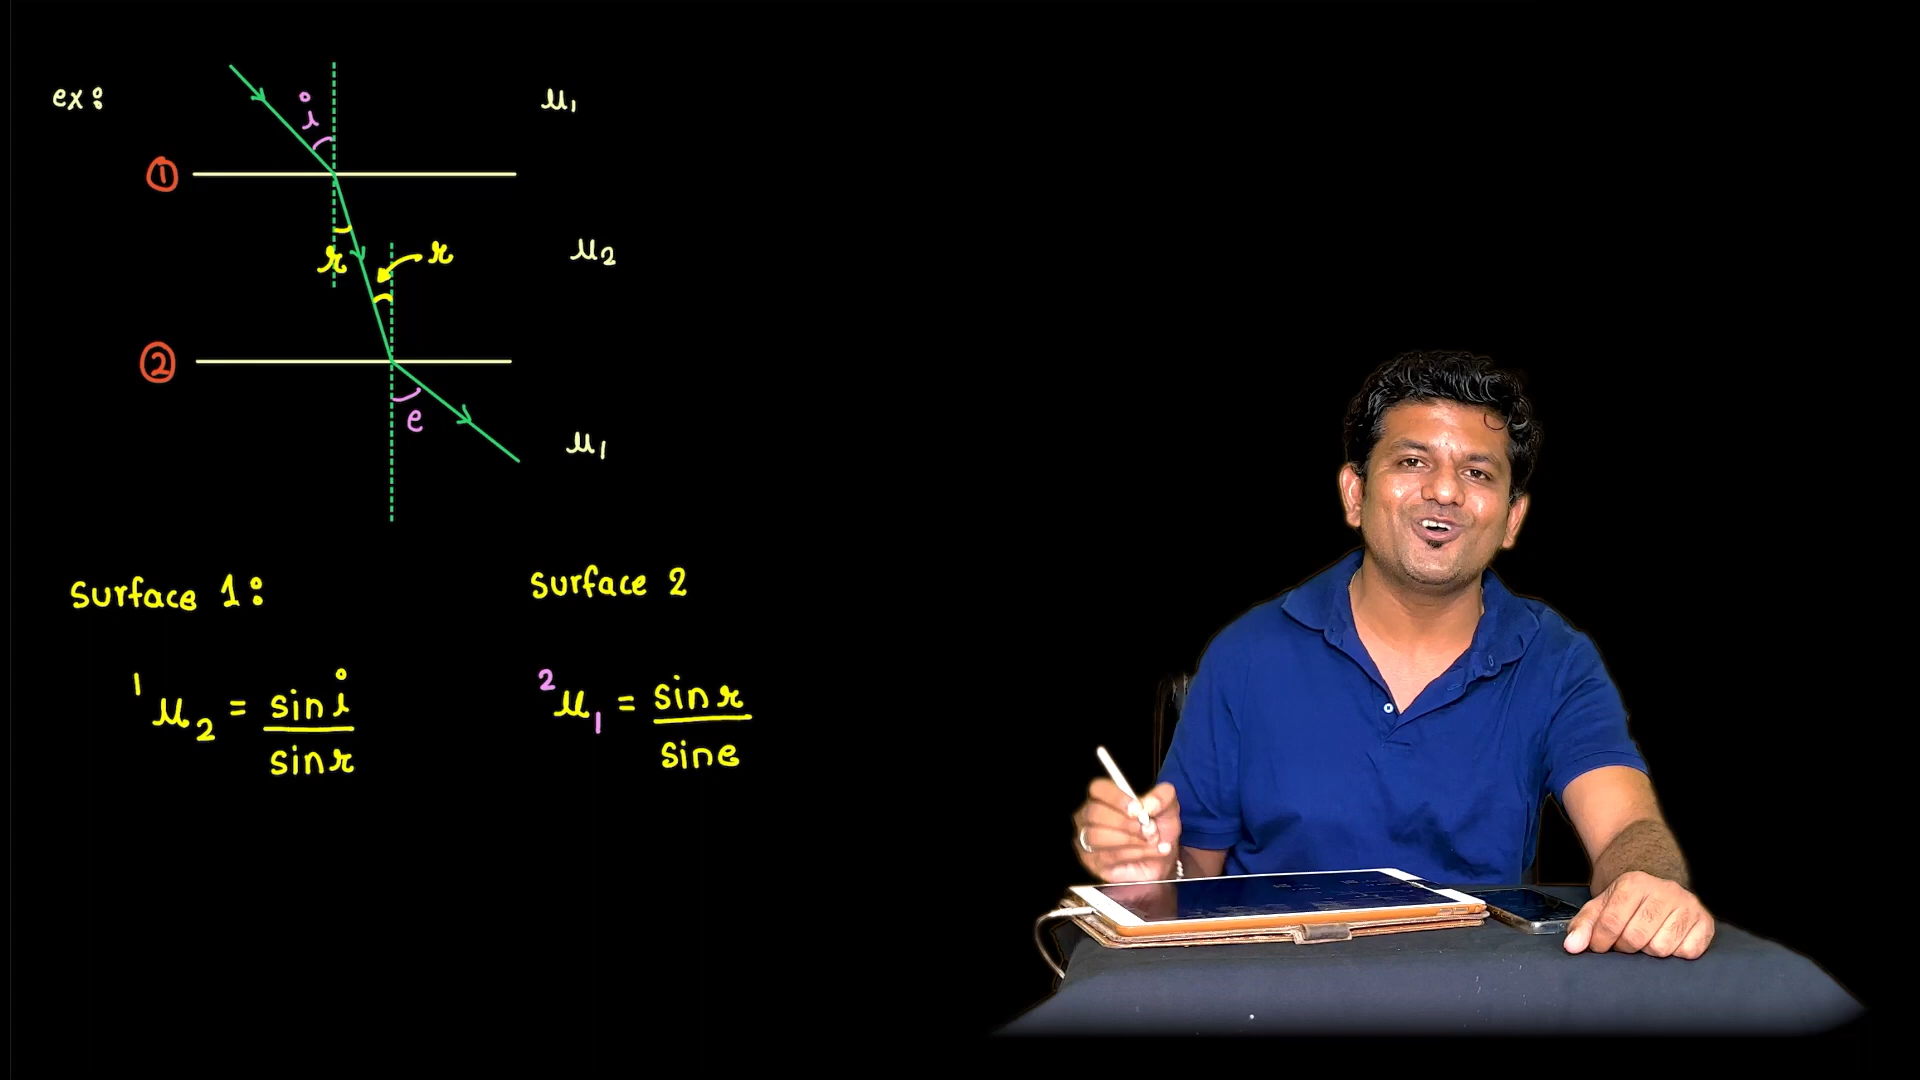 ex:
i
μ₁
①
r
r
μ₂
②
e
μ₁
Surface 1:
Surface 2
¹μ₂ = sin i / sin r
²μ₁ = sin r / sin e